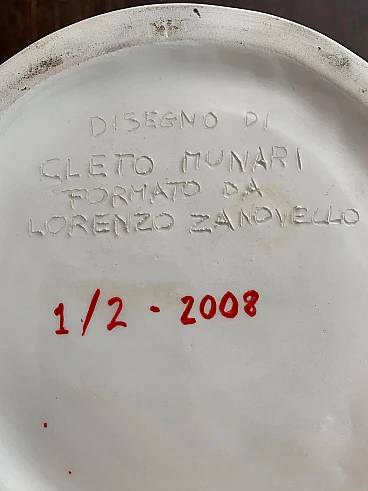 DISEGNO DI
CLETO MUNARI
FORMATO DA
LORENZO ZANOVELLO
1/2 - 2008